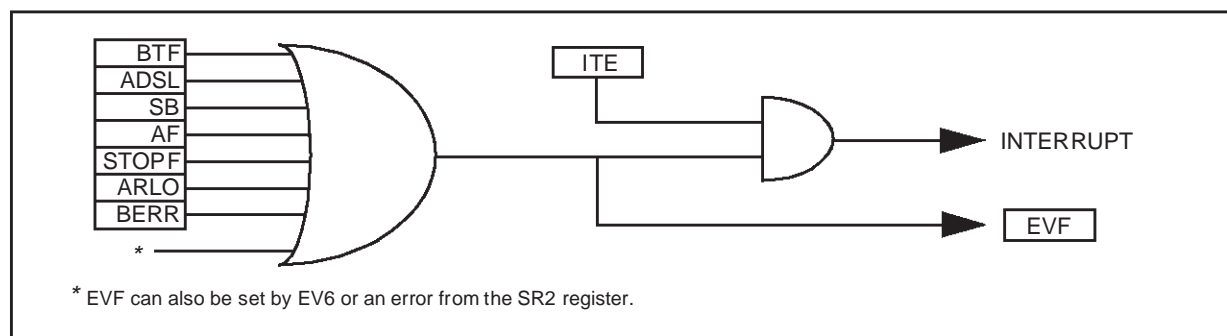 BTF
ADSL
SB
AF
STOPF
ARLO
BERR
*
ITE
INTERRUPT
EVF
* EVF can also be set by EV6 or an error from the SR2 register.